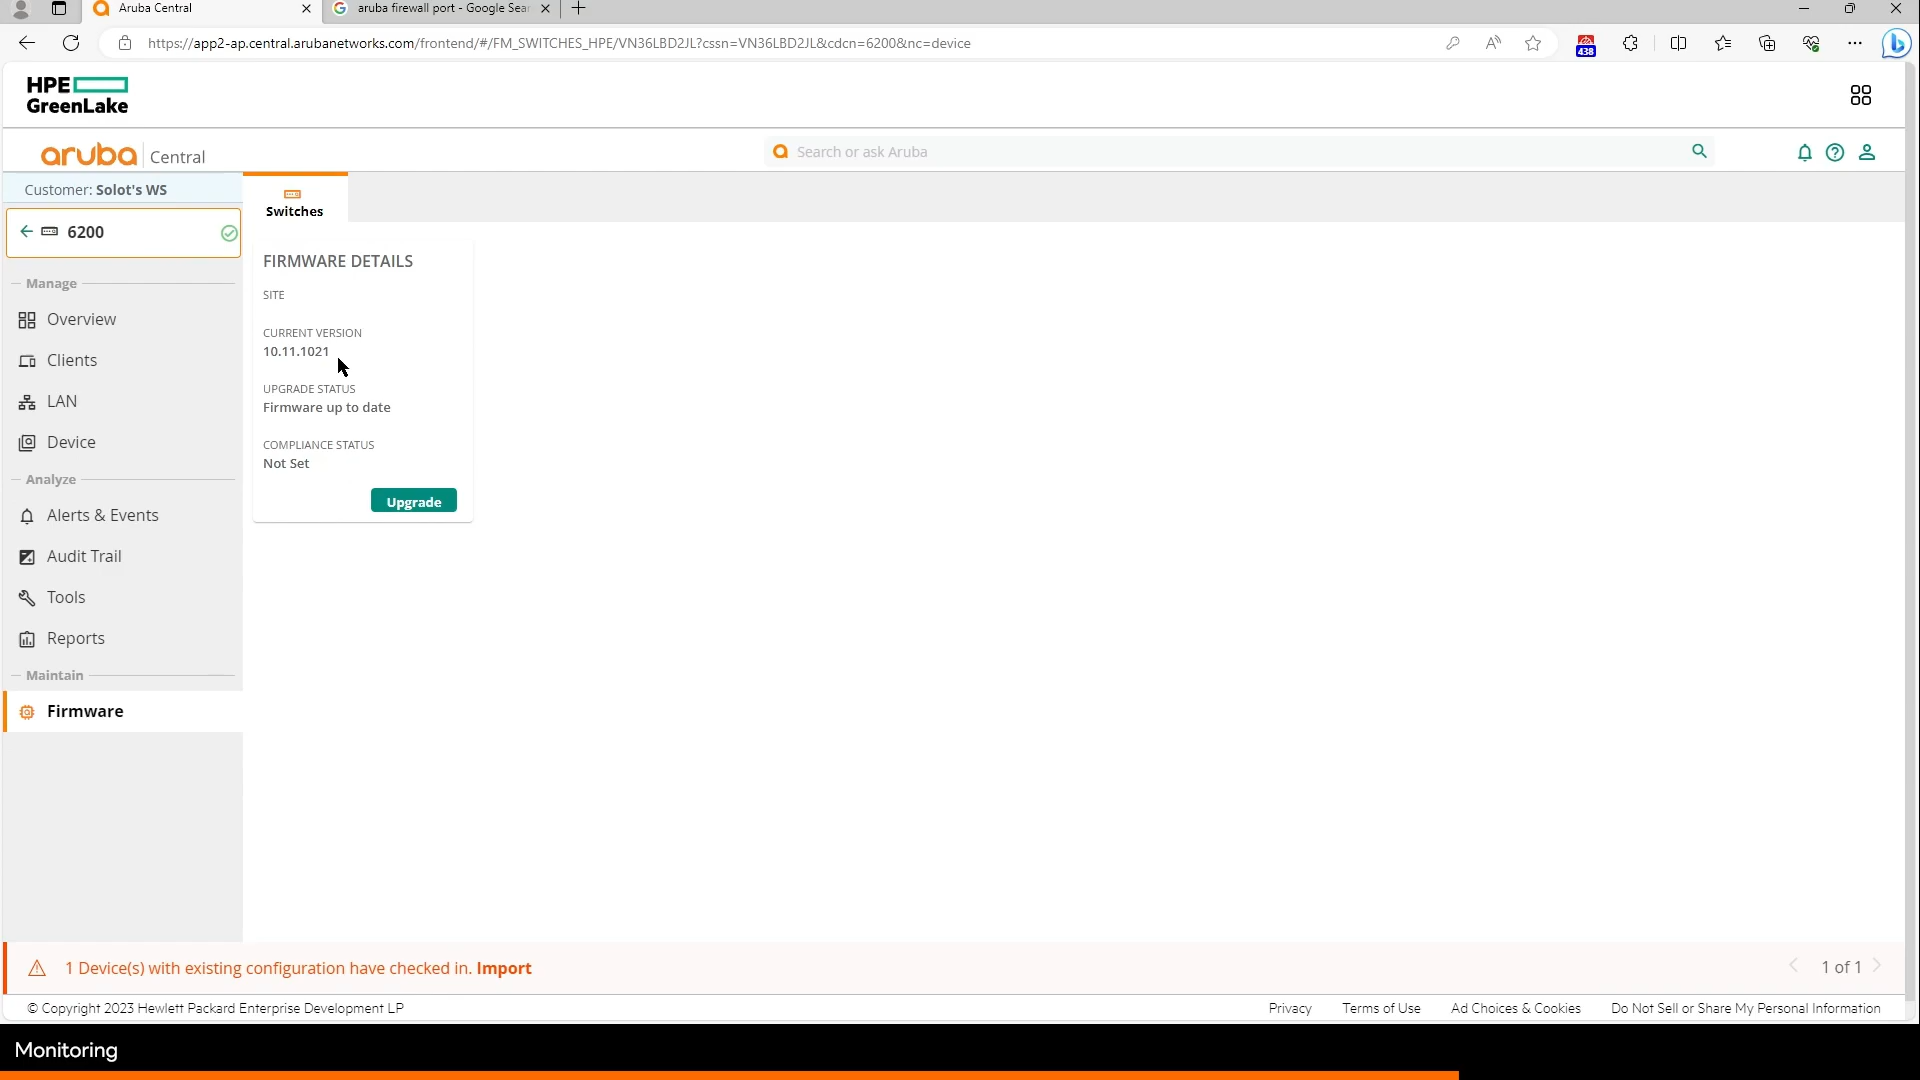 Aruba Central
aruba firewall port - Google Sear
https://app2-ap.central.arubanetworks.com/frontend/#/FM_SWITCHES_HPE/VN36LBD2JL?cssn=VN36LBD2JL&cdcn=6200&nc=device
438
HPE
GreenLake
aruba Central
Search or ask Aruba
Customer: Solot's WS
Switches
6200
FIRMWARE DETAILS
Manage
SITE
Overview
CURRENT VERSION
10.11.1021
Clients
UPGRADE STATUS
Firmware up to date
LAN
Device
COMPLIANCE STATUS
Not Set
Analyze
Upgrade
Alerts & Events
Audit Trail
Tools
Reports
Maintain
Firmware
1 Device(s) with existing configuration have checked in. Import
1 of 1
© Copyright 2023 Hewlett Packard Enterprise Development LP
Privacy Terms of Use Ad Choices & Cookies Do Not Sell or Share My Personal Information
Monitoring